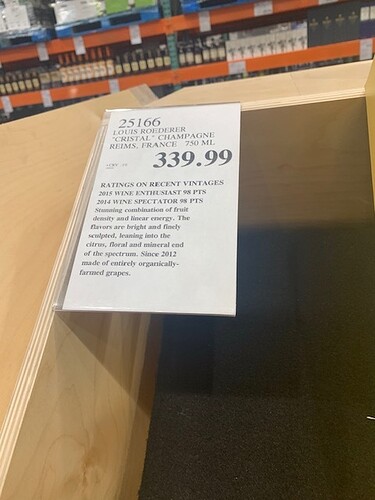 25166
LOUIS ROEDERER
"CRISTAL" CHAMPAGNE
REIMS, FRANCE 750 ML
339.99
RATINGS ON RECENT VINTAGES
2015 WINE ENTHUSIAST 98 PTS
2014 WINE SPECTATOR 98 PTS
Stunning combination of fruit
density and linear energy. The
flavors are bright and finely
sculpted, leaning into the
citrus, floral and mineral end
of the spectrum. Since 2012
made of entirely organically-
farmed grapes.